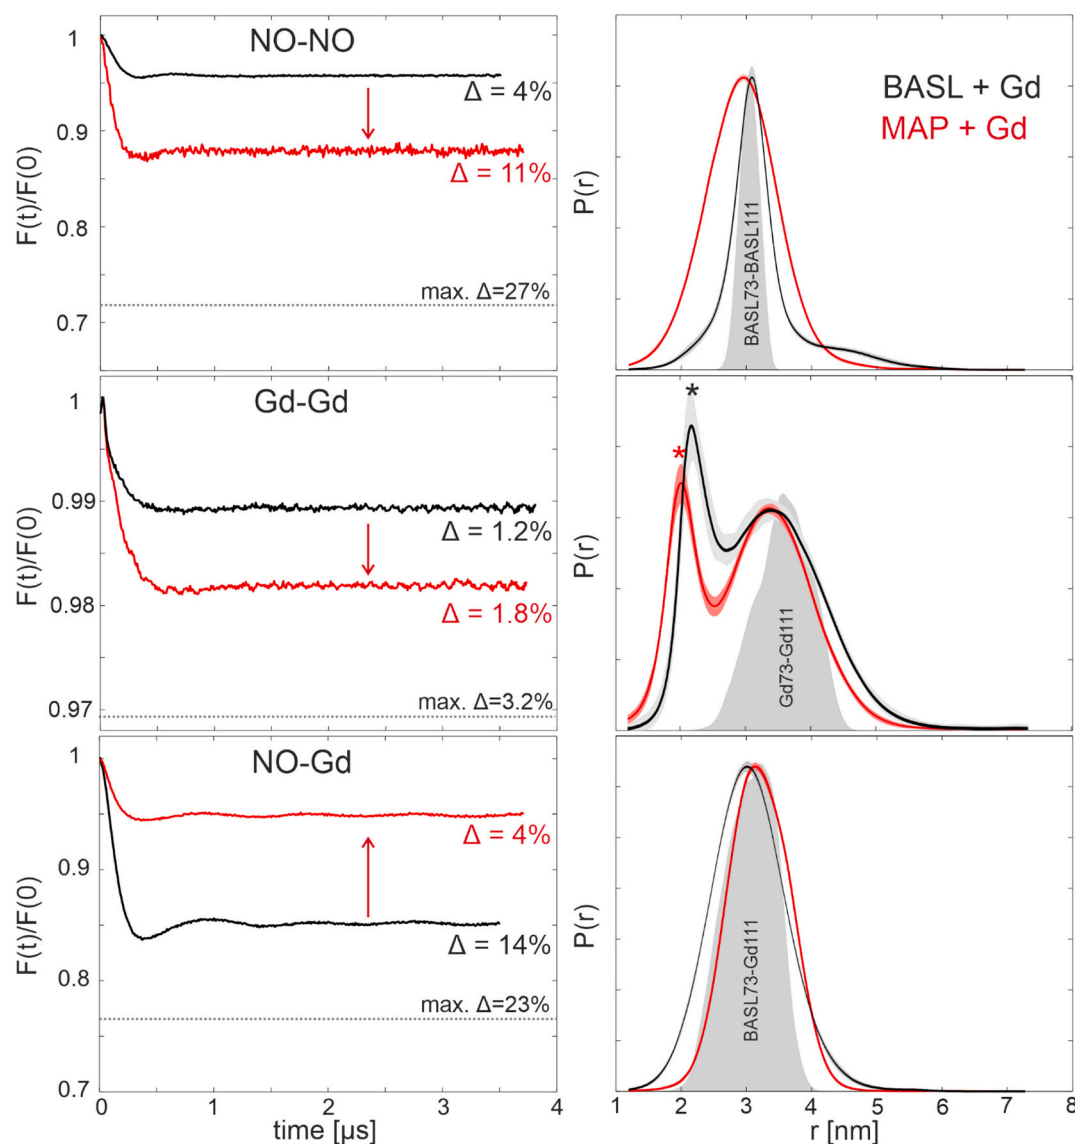 NO-NO
1
0.9
0.8
0.7
F(t)/F(0)
Δ = 4%
Δ = 11%
max. Δ=27%
P(r)
BASL + Gd
MAP + Gd
BASL73-BASL111
Gd-Gd
1
0.99
0.98
0.97
F(t)/F(0)
Δ = 1.2%
Δ = 1.8%
max. Δ=3.2%
P(r)
*
*
Gd73-Gd111
NO-Gd
1
0.9
0.8
0.7
F(t)/F(0)
Δ = 4%
Δ = 14%
max. Δ=23%
0 1 2 3 4
time [µs]
P(r)
BASL73-Gd111
1 2 3 4 5 6 7 8
r [nm]